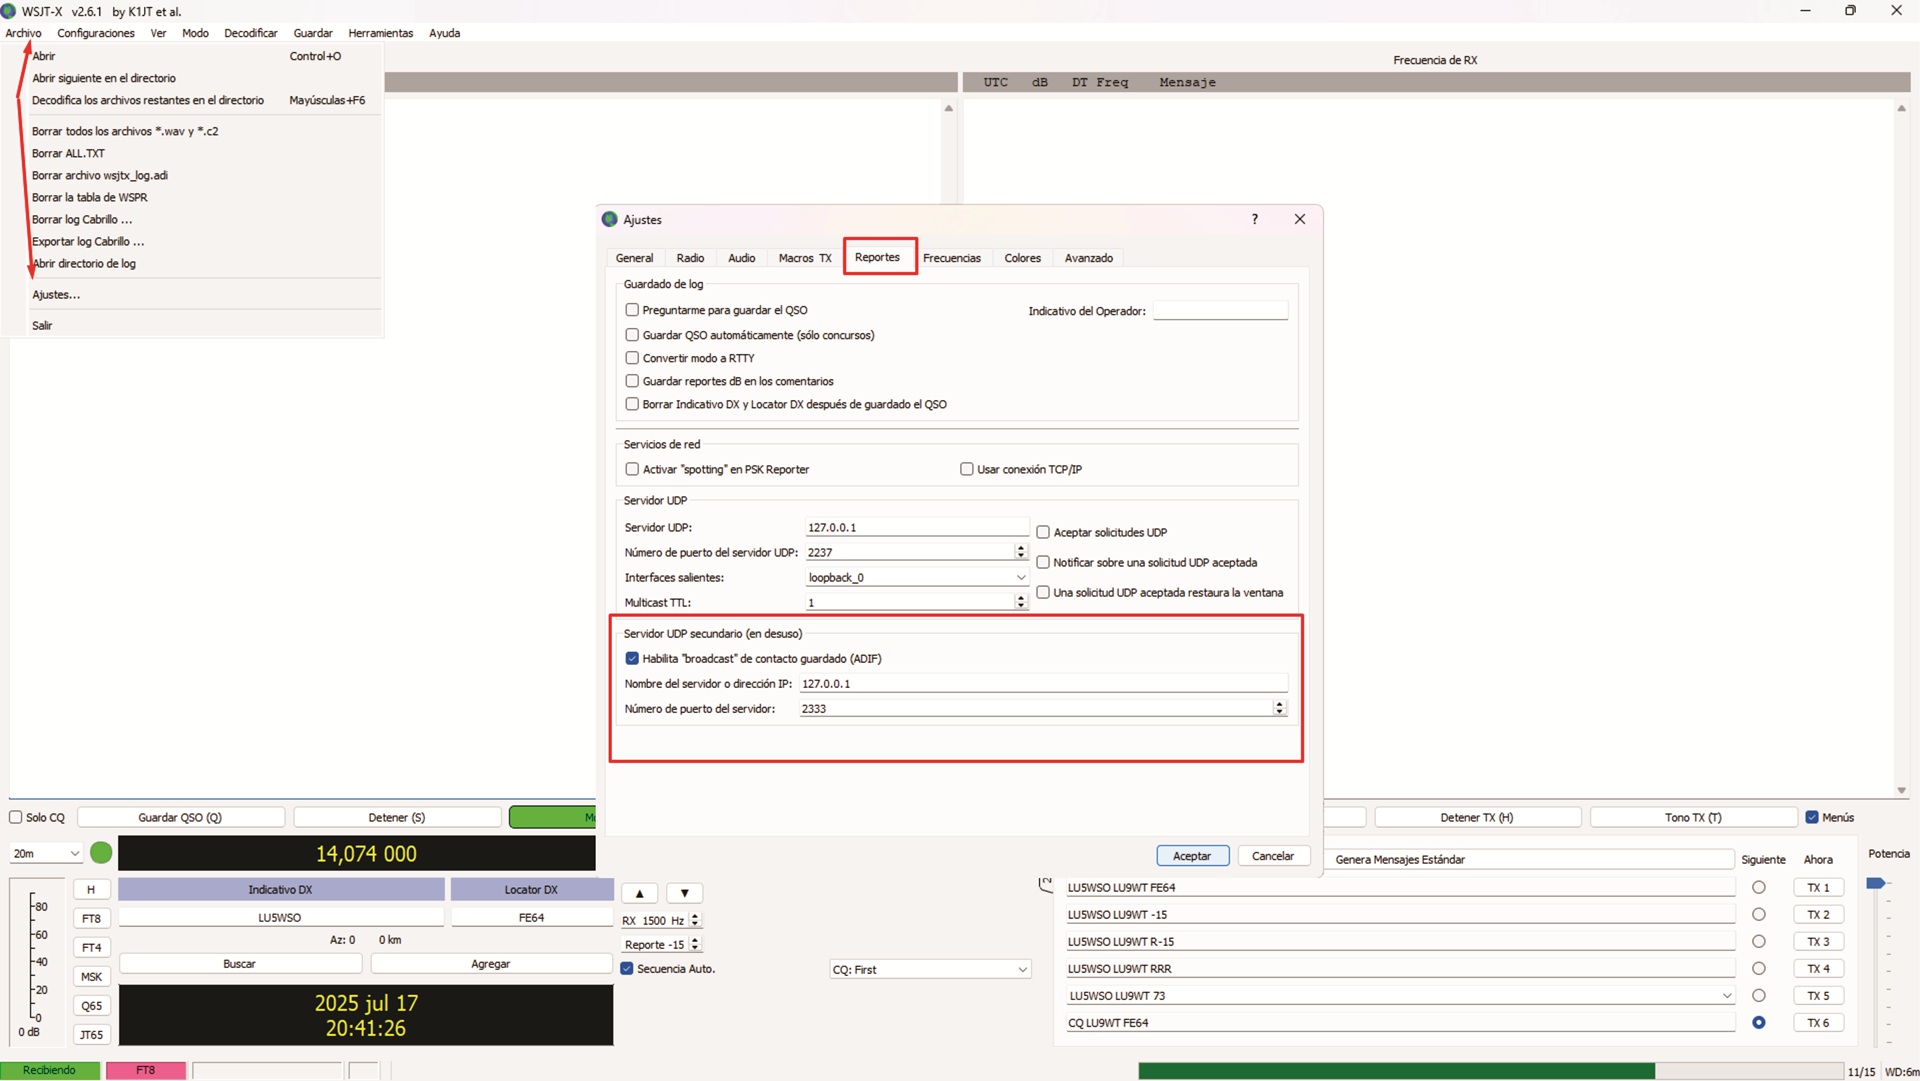 WSJT-X v2.6.1 by K1JT et al.
Archivo Configuraciones Ver Modo Decodificar Guardar Herramientas Ayuda
Abrir Control+O
Abrir siguiente en el directorio
Decodifica los archivos restantes en el directorio Mayúsculas+F6
Borrar todos los archivos *.wav y *.c2
Borrar ALL.TXT
Borrar archivo wsjtx_log.adi
Borrar la tabla de WSPR
Borrar log Cabrillo ...
Exportar log Cabrillo ...
Abrir directorio de log
Ajustes...
Salir
Frecuencia de RX
UTC dB DT Freq Mensaje
Ajustes ?
General Radio Audio Macros TX Reportes Frecuencias Colores Avanzado
Guardado de log
Preguntarme para guardar el QSO Indicativo del Operador:
Guardar QSO automáticamente (sólo concursos)
Convertir modo a RTTY
Guardar reportes dB en los comentarios
Borrar Indicativo DX y Locator DX después de guardado el QSO
Servicios de red
Activar "spotting" en PSK Reporter Usar conexión TCP/IP
Servidor UDP
Servidor UDP: 127.0.0.1 Aceptar solicitudes UDP
Número de puerto del servidor UDP: 2237
Notificar sobre una solicitud UDP aceptada
Interfaces salientes: loopback_0
Una solicitud UDP aceptada restaura la ventana
Multicast TTL: 1
Servidor UDP secundario (en desuso)
Habilita "broadcast" de contacto guardado (ADIF)
Nombre del servidor o dirección IP: 127.0.0.1
Número de puerto del servidor: 2333
Aceptar Cancelar
Solo CQ Guardar QSO (Q) Detener (S) Detener TX (H) Tono TX (T) Menús
20m 14,074 000 Genera Mensajes Estándar Siguiente Ahora Potencia
H Indicativo DX Locator DX
LU5WSO LU9WT FE64 TX 1
-80
FT8 LU5WSO FE64 RX 1500 Hz
LU5WSO LU9WT -15 TX 2
-60
Az: 0 0 km Reporte -15
FT4 LU5WSO LU9WT R-15 TX 3
-40
Buscar Agregar Secuencia Auto. CQ: First
LU5WSO LU9WT RRR TX 4
MSK
-20
2025 jul 17
LU5WSO LU9WT 73 TX 5
Q65
-0
20:41:26
CQ LU9WT FE64 TX 6
0 dB JT65
Recibiendo FT8 11/15 WD:6m